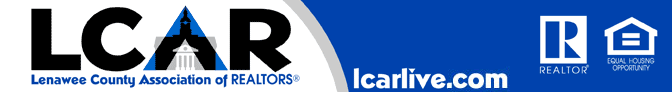 LCAR
Lenawee County Association of REALTORS®
lcarlive.com
R
REALTOR®
EQUAL HOUSING
OPPORTUNITY